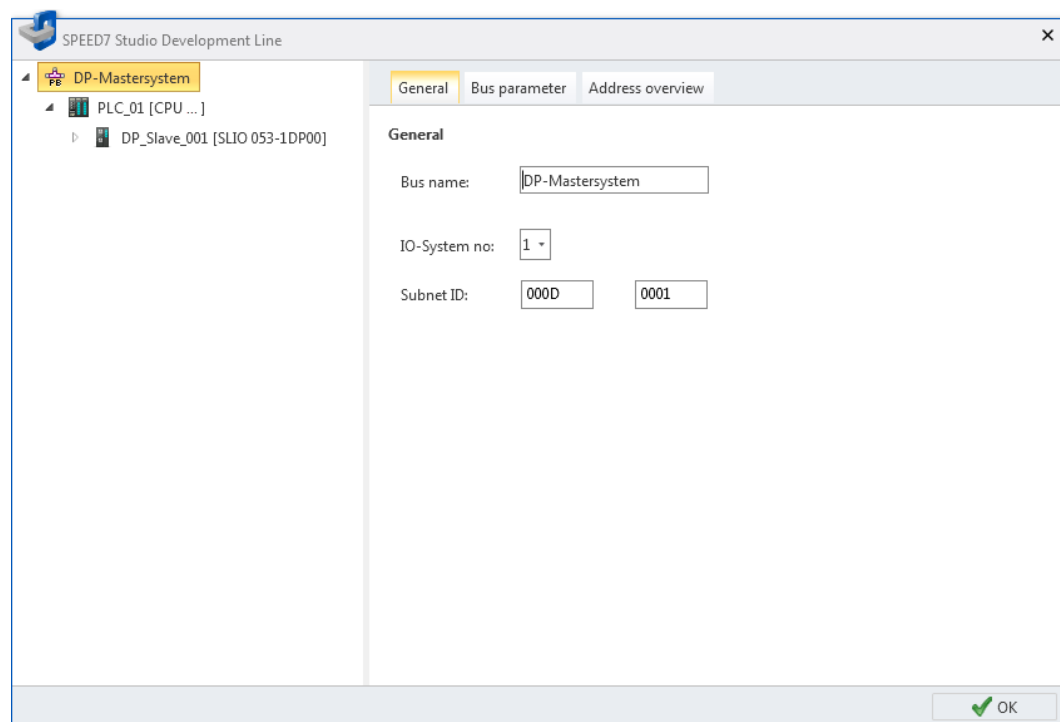 SPEED7 Studio Development Line
PB DP-Mastersystem
PLC_01 [CPU ... ]
DP_Slave_001 [SLIO 053-1DP00]
General Bus parameter Address overview
General
Bus name: DP-Mastersystem
IO-System no: 1
Subnet ID: 000D 0001
OK